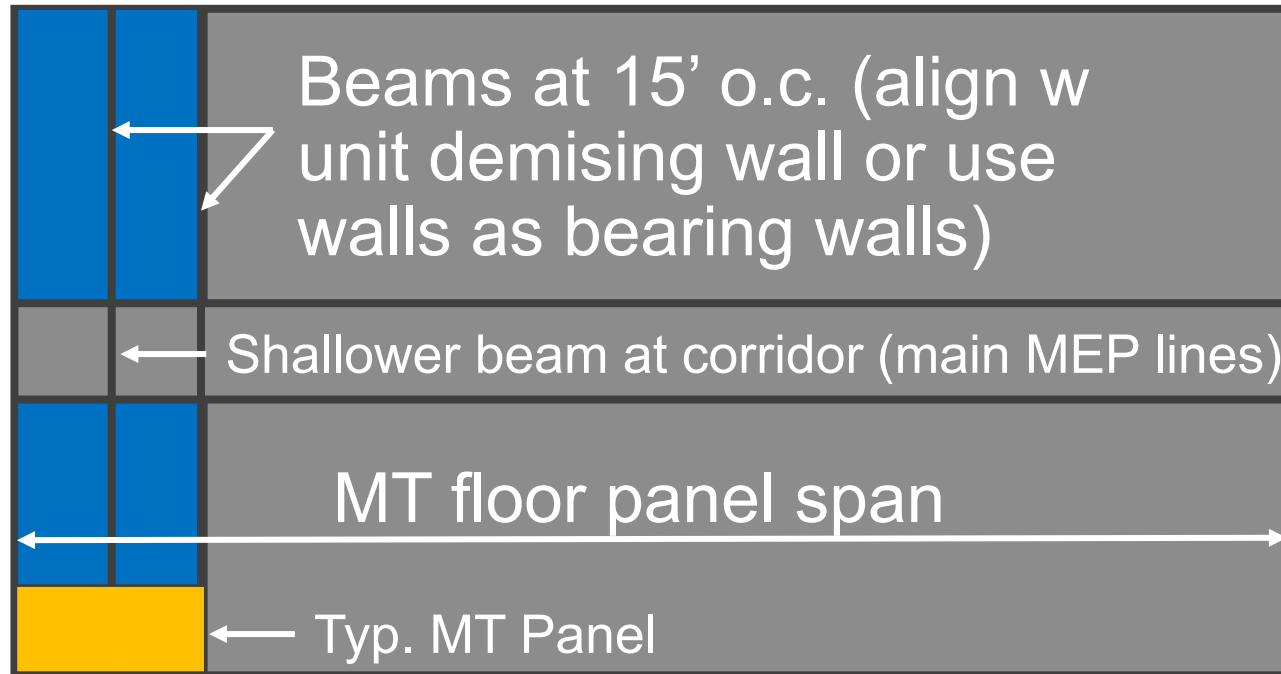 Beams at 15’ o.c. (align w
unit demising wall or use
walls as bearing walls)
Shallower beam at corridor (main MEP lines)
MT floor panel span
Typ. MT Panel